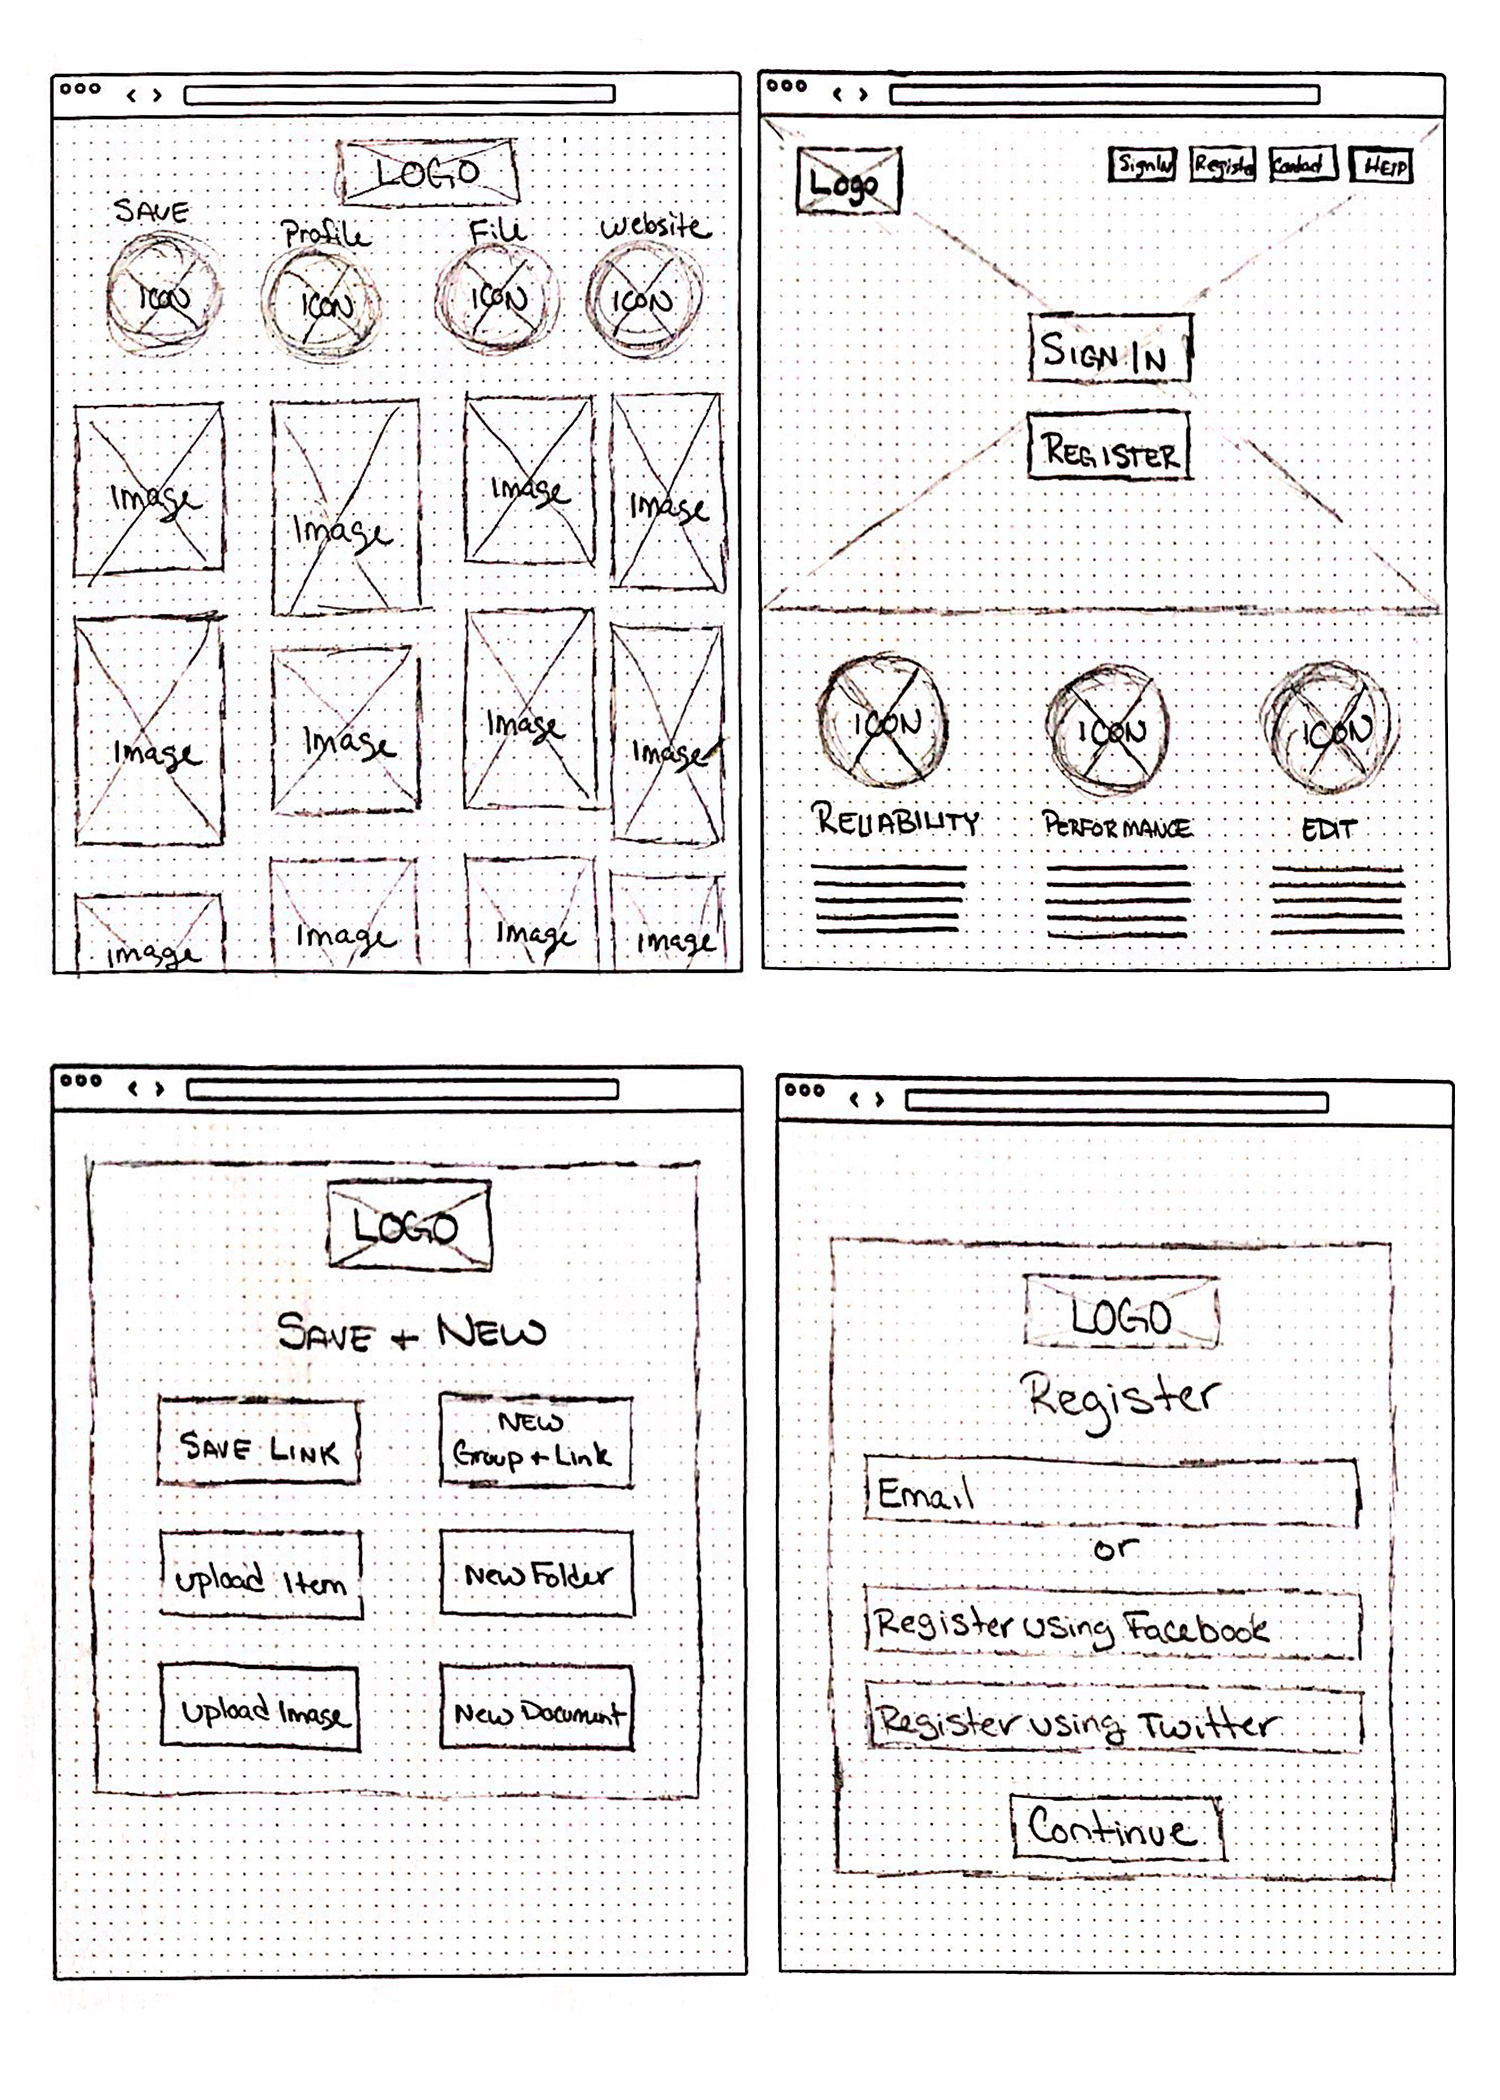 LOGO
SAVE
Profile
File
Website
ICON
ICON
ICON
ICON
Image
Image
Image
Image
Image
Image
Image
Image
Image
Image
Image
Image
Logo
Sign In
Register
Contact
HElP
SIGN IN
REGISTER
ICON
ICON
ICON
RELIABILITY
PERFORMANCE
EDIT
LOGO
SAVE + NEW
SAVE LINK
NEW
Group + Link
Upload Item
New Folder
Upload Image
New Document
LOGO
Register
Email
or
Register using Facebook
Register using Twitter
Continue